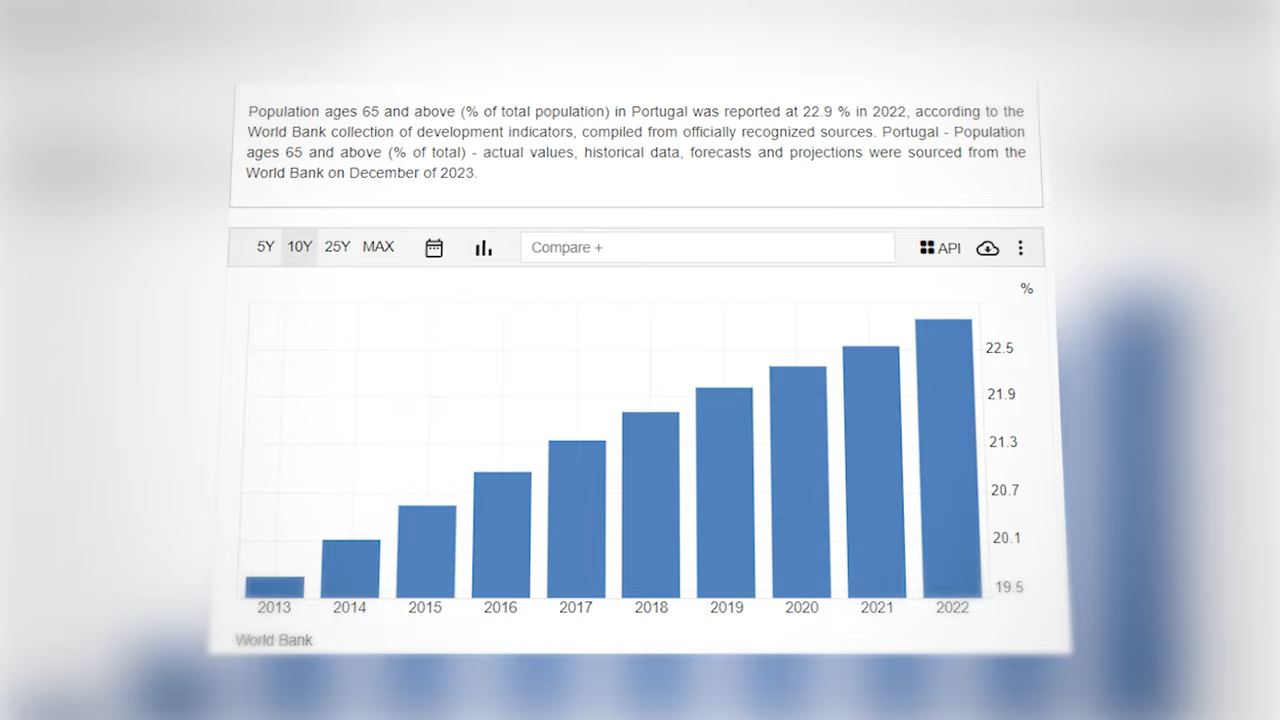 Population ages 65 and above (% of total population) in Portugal was reported at 22.9 % in 2022, according to the
World Bank collection of development indicators, compiled from officially recognized sources. Portugal - Population
ages 65 and above (% of total) - actual values, historical data, forecasts and projections were sourced from the
World Bank on December of 2023.
5Y 10Y 25Y MAX Compare + API
%
22.5
21.9
21.3
20.7
20.1
19.5
2013 2014 2015 2016 2017 2018 2019 2020 2021 2022
World Bank